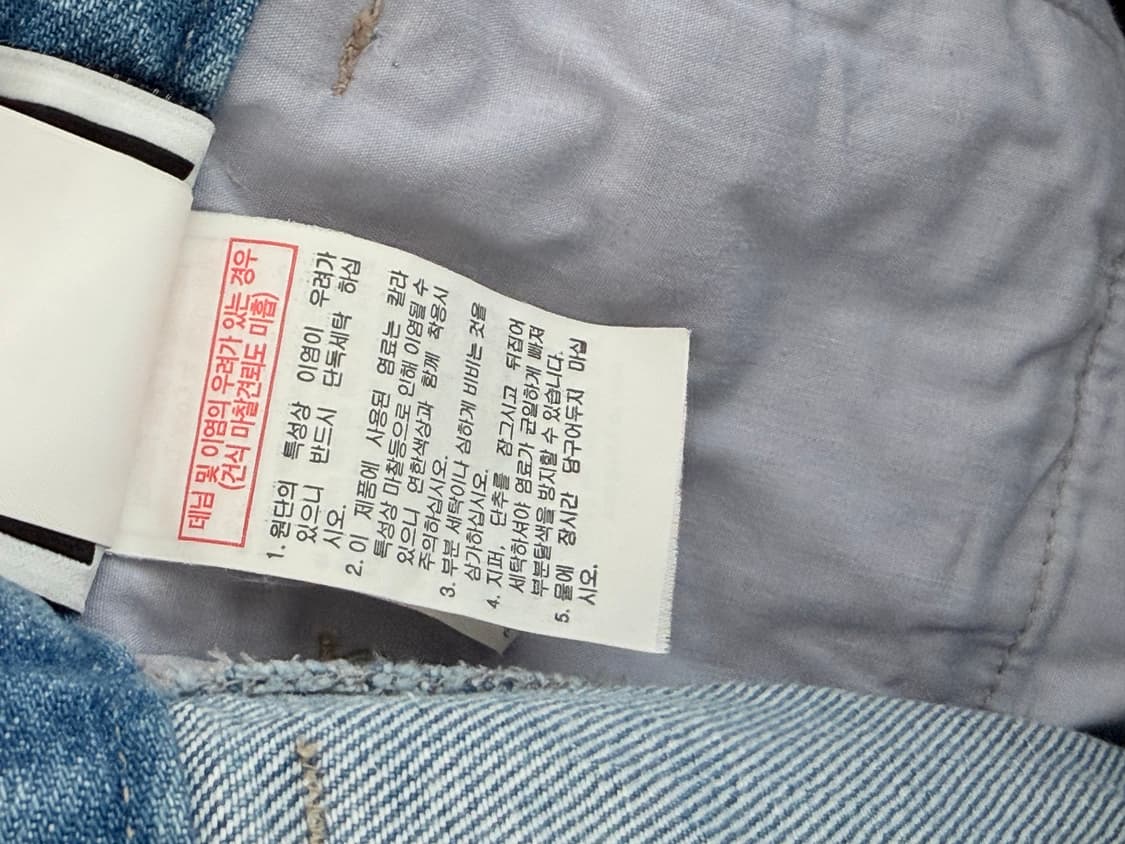 데님 및 이염의 우려가 있는 경우
(건식 마찰견뢰도 미흡)
1. 원단의 특성상 이염이 우려가
있으니 반드시 단독세탁 하십
시오.
2. 이 제품에 사용된 염료는 칼라
특성상 마찰등으로 인해 이염될 수
있으니 연한색상과 함께 착용시
주의하십시오.
3. 부분 세탁이나 심하게 비비는 것을
삼가하십시오.
4. 지퍼, 단추를 잠그시고 뒤집어
세탁하셔야 염료가 균일하게 빠져
부분탈색을 방지할 수 있습니다.
5. 물에 장시간 담구어두지 마십
시오.